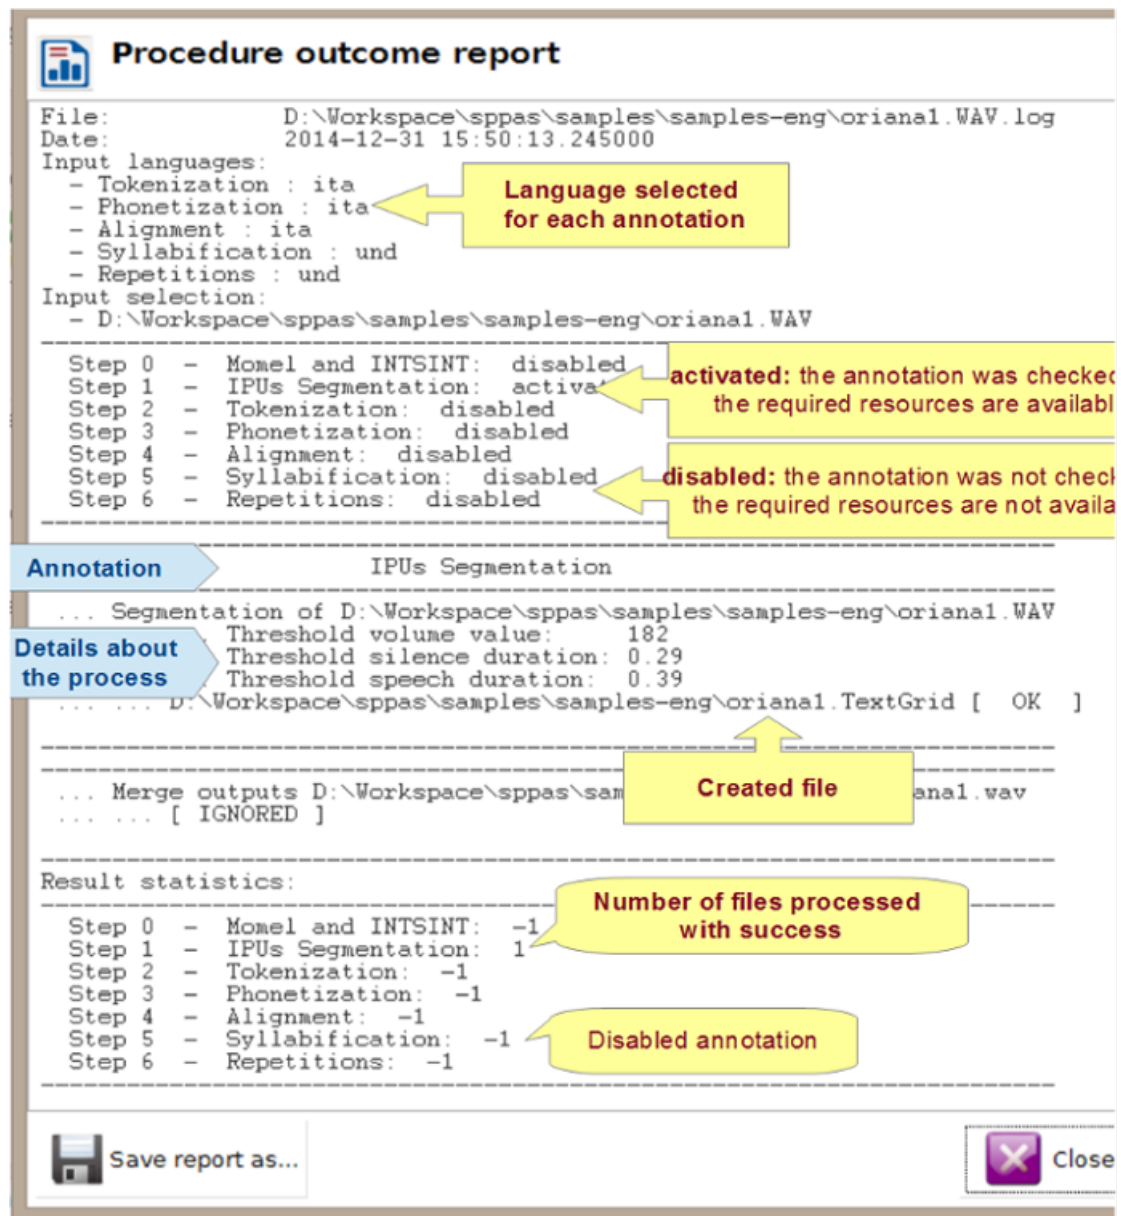 Procedure outcome report
File: D:\Workspace\sppas\samples\samples-eng\oriana1.WAV.log
Date: 2014-12-31 15:50:13.245000
Input languages:
- Tokenization : ita
- Phonetization : ita
- Alignment : ita
- Syllabification : und
- Repetitions : und
Language selected
for each annotation
Input selection:
- D:\Workspace\sppas\samples\samples-eng\oriana1.WAV
Step 0 - Momel and INTSINT: disabled
Step 1 - IPUs Segmentation: activat
Step 2 - Tokenization: disabled
Step 3 - Phonetization: disabled
Step 4 - Alignment: disabled
Step 5 - Syllabification: disabled
Step 6 - Repetitions: disabled
activated: the annotation was checked
the required resources are availabl
disabled: the annotation was not check
the required resources are not availa
Annotation
IPUs Segmentation
... Segmentation of D:\Workspace\sppas\samples\samples-eng\oriana1.WAV
Details about
the process
Threshold volume value: 182
Threshold silence duration: 0.29
Threshold speech duration: 0.39
... ... D:\Workspace\sppas\samples\samples-eng\oriana1.TextGrid [ OK ]
Created file
... Merge outputs D:\Workspace\sppas\sam ana1.wav
... ... [ IGNORED ]
Result statistics:
Number of files processed
with success
Step 0 - Momel and INTSINT: -1
Step 1 - IPUs Segmentation: 1
Step 2 - Tokenization: -1
Step 3 - Phonetization: -1
Step 4 - Alignment: -1
Step 5 - Syllabification: -1
Step 6 - Repetitions: -1
Disabled annotation
Save report as...
Close